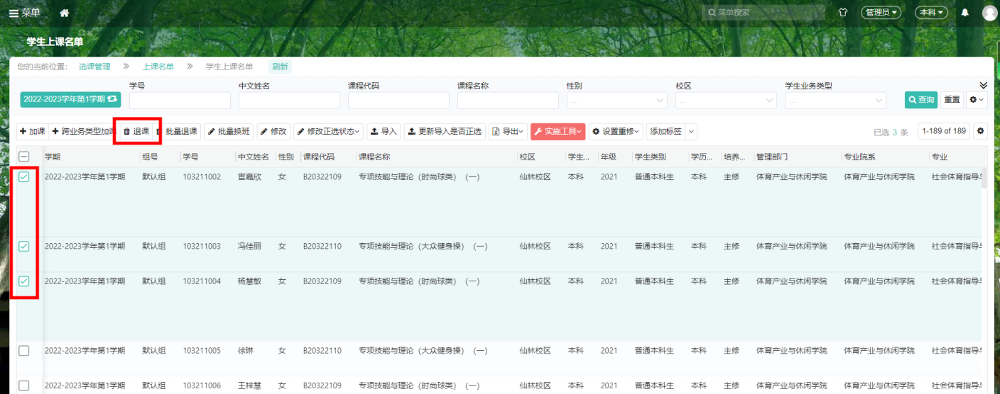 菜单 菜单搜索 管理员 本科
学生上课名单
您的当前位置: 选课管理 » 上课名单 » 学生上课名单 刷新
学号 中文姓名 课程代码 课程名称 性别 校区 学生业务类型
2022-2023学年第1学期 ... ... ... 查询 重置
+ 加课 + 跨业务类型加课 退课 批量退课 批量换班 修改 修改正选状态 导入 更新导入是否正选 导出 实施工具 设置重修 添加标签 已选 3 条 1-189 of 189
学期 组号 学号 中文姓名 性别 课程代码 课程名称 校区 学生... 年级 学生类别 学历... 培养... 管理部门 专业院系 专业
2022-2023学年第1学期 默认组 103211002 嘉欣 女 B20322109 专项技能与理论（时尚球类）（一） 仙林校区 本科 2021 普通本科生 本科 主修 体育产业与休闲学院 体育产业与休闲学院 社会体育指导
2022-2023学年第1学期 默认组 103211003 冯佳丽 女 B20322110 专项技能与理论（大众健身操）（一） 仙林校区 本科 2021 普通本科生 本科 主修 体育产业与休闲学院 体育产业与休闲学院 社会体育指导
2022-2023学年第1学期 默认组 103211004 杨慧敏 女 B20322109 专项技能与理论（时尚球类）（一） 仙林校区 本科 2021 普通本科生 本科 主修 体育产业与休闲学院 体育产业与休闲学院 社会体育指导
2022-2023学年第1学期 默认组 103211005 徐琳 女 B20322110 专项技能与理论（大众健身操）（一） 仙林校区 本科 2021 普通本科生 本科 主修 体育产业与休闲学院 体育产业与休闲学院 社会体育指导
2022-2023学年第1学期 默认组 103211006 王梓慧 女 B20322109 专项技能与理论（时尚球类）（一） 仙林校区 本科 2021 普通本科生 本科 主修 体育产业与休闲学院 体育产业与休闲学院 社会体育指导